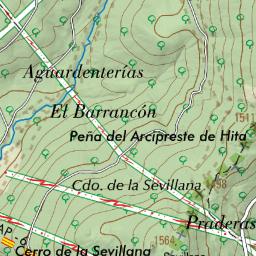 Aguardenterías
El Barrancón
1511
Peña del Arcipreste de Hita
Cdo. de la Sevillana
Praderas
1564
Cerro de la Sevillana